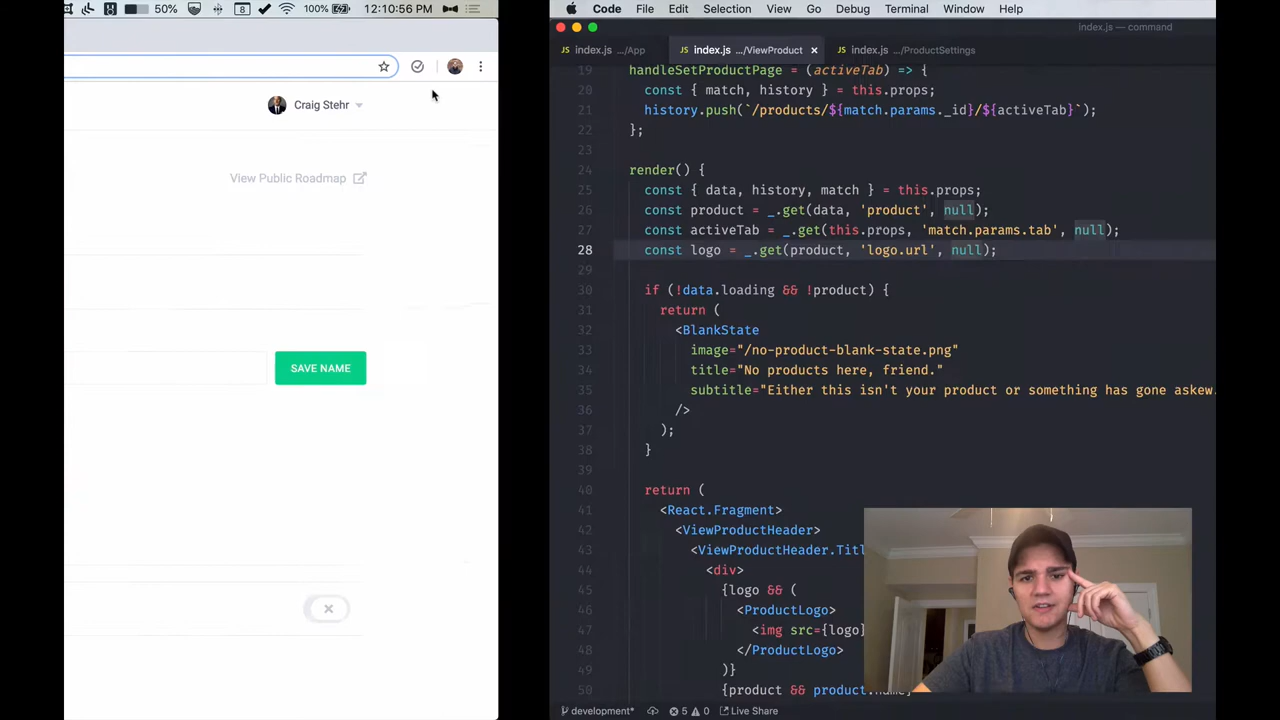 50%
8
100%
12:10:56 PM
Code File Edit Selection View Go Debug Terminal Window Help
index.js — command
Craig Stehr
View Public Roadmap
SAVE NAME
JS index.js .../App
JS index.js .../ViewProduct ×
JS index.js .../ProductSettings
19 handleSetProductPage = (activeTab) => {
20 const { match, history } = this.props;
21 history.push(`/products/${match.params._id}/${activeTab}`);
22 };
23
24 render() {
25 const { data, history, match } = this.props;
26 const product = _.get(data, 'product', null);
27 const activeTab = _.get(this.props, 'match.params.tab', null);
28 const logo = _.get(product, 'logo.url', null);
29
30 if (!data.loading && !product) {
31 return (
32 <BlankState
33 image="/no-product-blank-state.png"
34 title="No products here, friend."
35 subtitle="Either this isn't your product or something has gone askew.
36 />
37 );
38 }
39
40 return (
41 <React.Fragment>
42 <ViewProductHeader>
43 <ViewProductHeader.Titl
44 <div>
45 {logo && (
46 <ProductLogo>
47 <img src={logo}
48 </ProductLogo>
49 )}
50 {product && product.name}
development* 5 0 Live Share